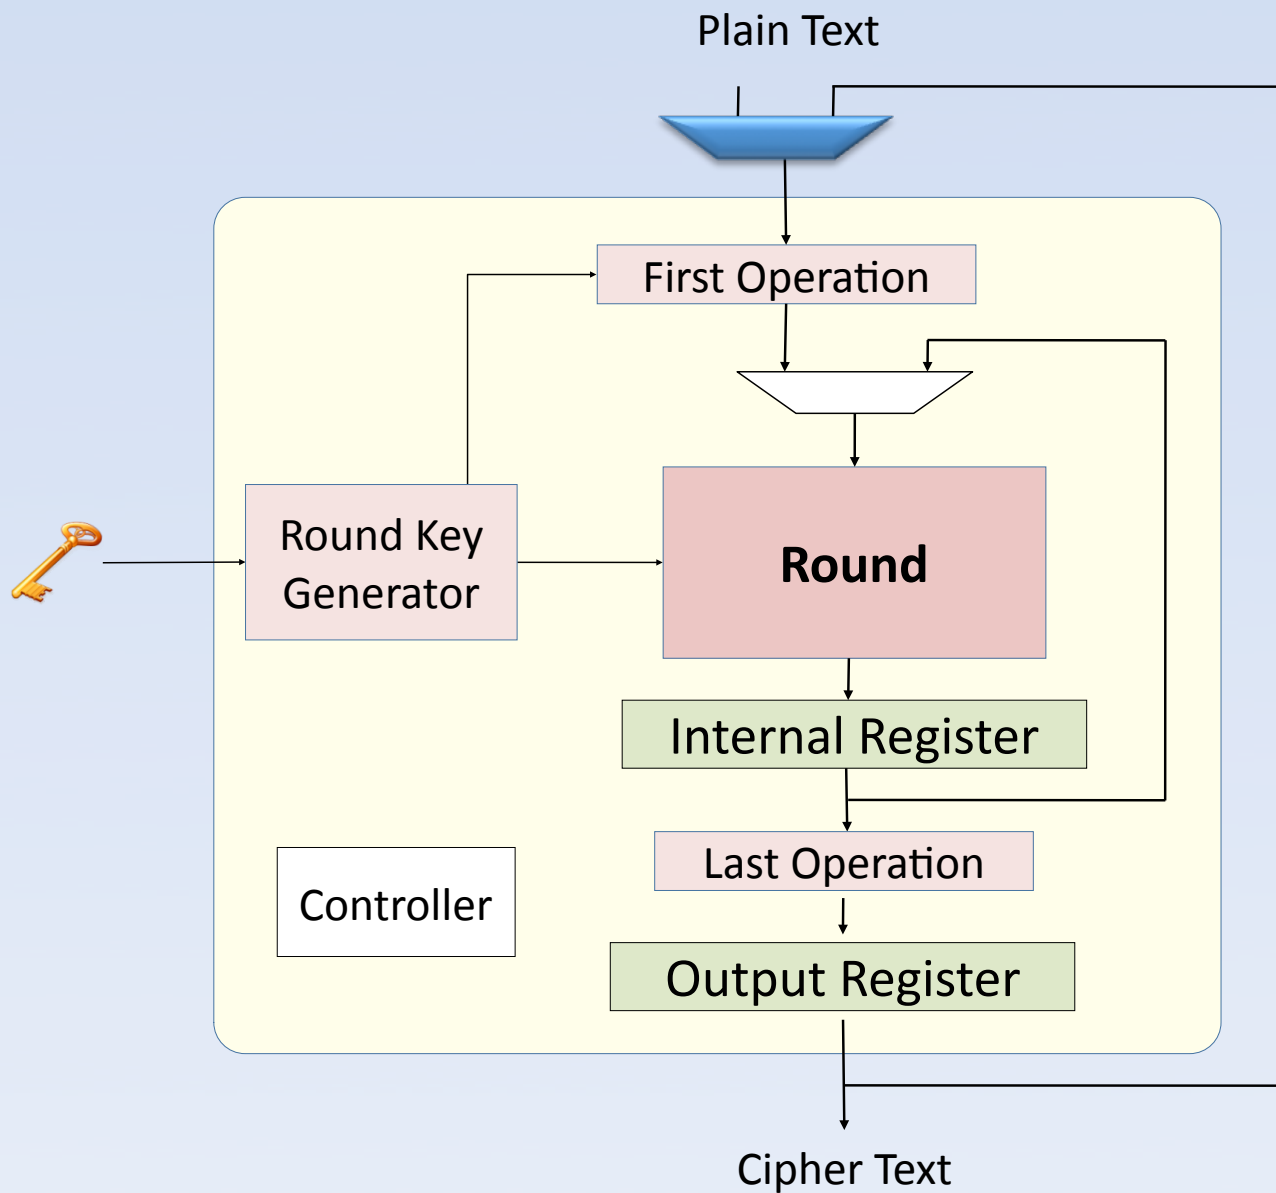 Plain Text
First Operation
Round Key
Generator
Round
Internal Register
Last Operation
Controller
Output Register
Cipher Text